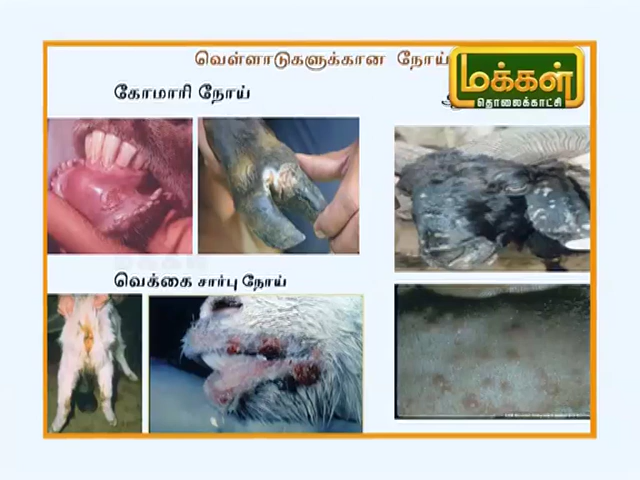 வெள்ளாடுகளுக்கான நோய்
மக்கள்
தொலைக்காட்சி
கோமாரி நோய்
வெக்கை சார்பு நோய்